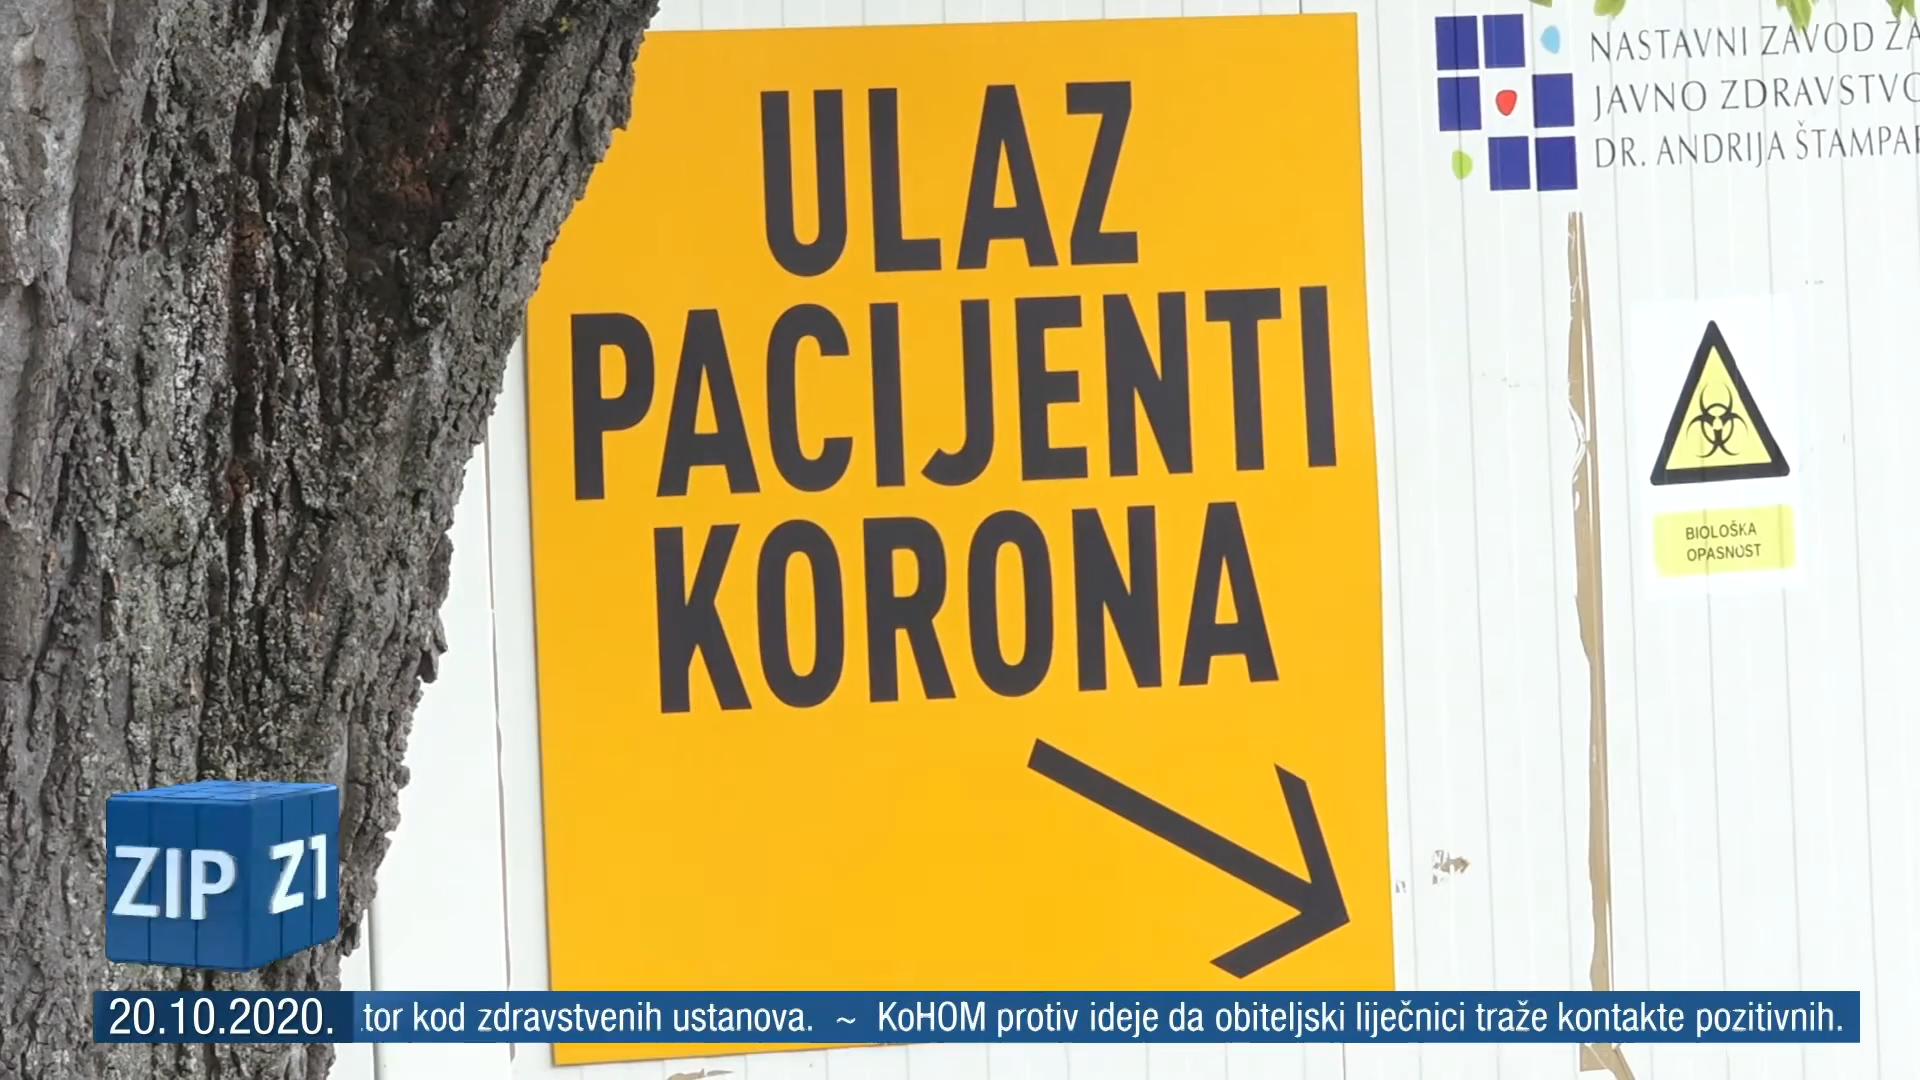 ULAZ
PACIJENTI
KORONA
NASTAVNI ZAVOD ZA
JAVNO ZDRAVSTVO
DR. ANDRIJA
BIOLOŠKA
OPASNOST
ZIP Z1
20.10.2020. tor kod zdravstvenih ustanova. ~ KoHOM protiv ideje da obiteljski liječnici traže kontakte pozitivnih.